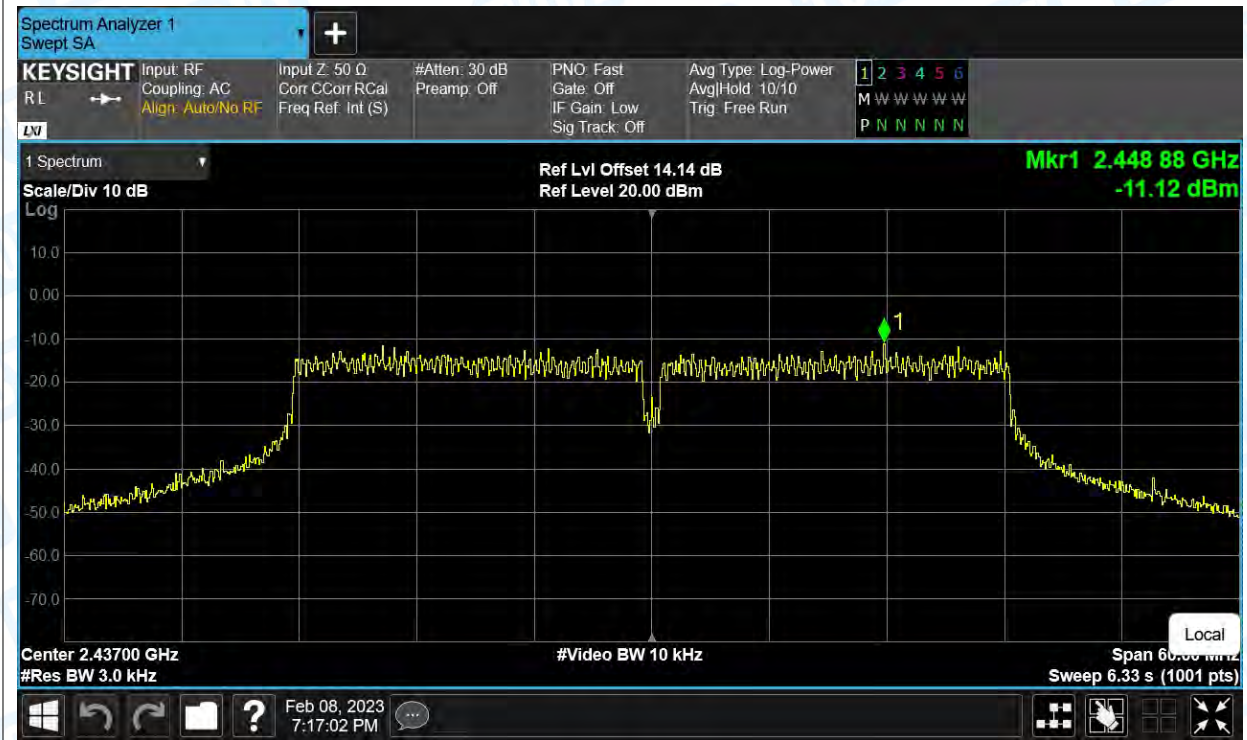 Spectrum Analyzer 1
Swept SA
+
KEYSIGHT
RL
LXI
Input: RF
Coupling: AC
Align: Auto/No RF
Input Z: 50 Ω
Corr CCorr RCal
Freq Ref: Int (S)
#Atten: 30 dB
Preamp: Off
PNO: Fast
Gate: Off
IF Gain: Low
Sig Track: Off
Avg Type: Log-Power
Avg|Hold: 10/10
Trig: Free Run
1 2 3 4 5 6
M W W W W W W
P N N N N N N
1 Spectrum
Scale/Div 10 dB
Log
Ref Lvl Offset 14.14 dB
Ref Level 20.00 dBm
Mkr1 2.448 88 GHz
-11.12 dBm
10.0
0.00
-10.0
-20.0
-30.0
-40.0
-50.0
-60.0
-70.0
1
Local
Center 2.43700 GHz
#Res BW 3.0 kHz
#Video BW 10 kHz
Span 60.00 MHz
Sweep 6.33 s (1001 pts)
?
Feb 08, 2023
7:17:02 PM